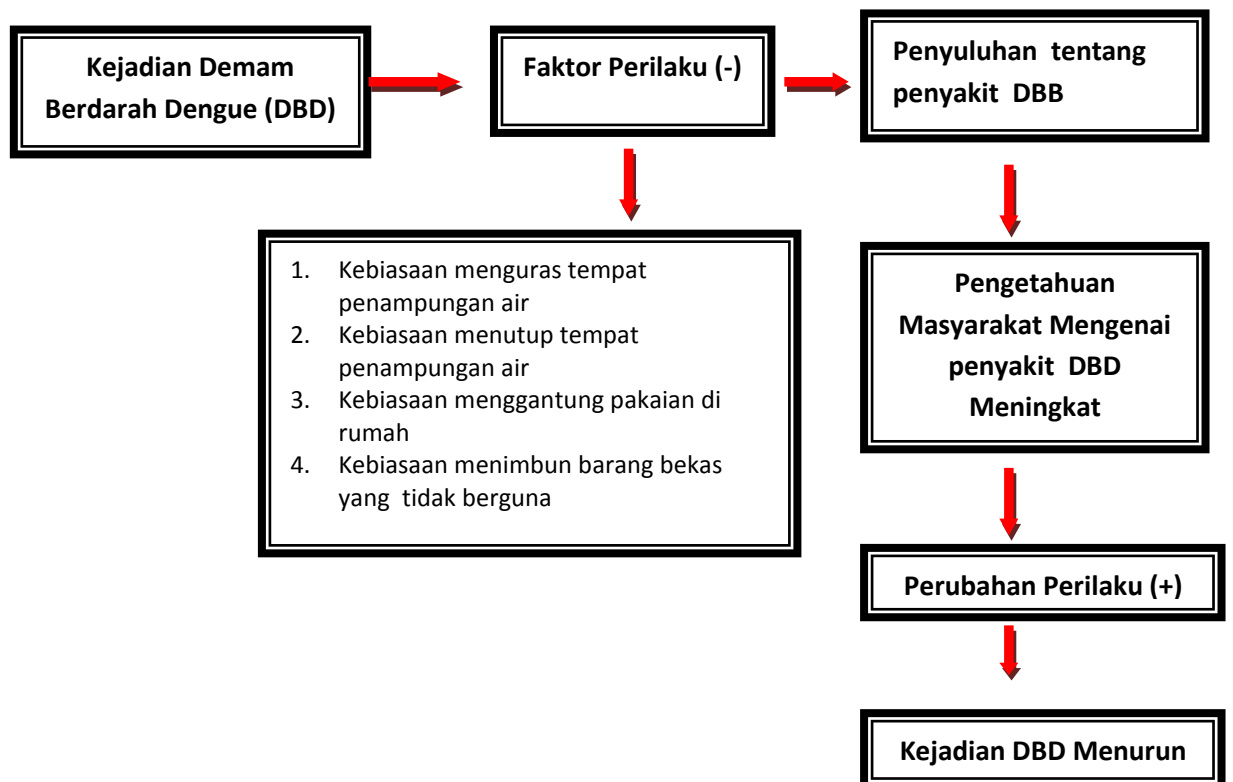 Kejadian Demam
Berdarah Dengue (DBD)
Faktor Perilaku (-)
Penyuluhan tentang
penyakit DBB
1. Kebiasaan menguras tempat
penampungan air
2. Kebiasaan menutup tempat
penampungan air
3. Kebiasaan menggantung pakaian di
rumah
4. Kebiasaan menimbun barang bekas
yang tidak berguna
Pengetahuan
Masyarakat Mengenai
penyakit DBD
Meningkat
Perubahan Perilaku (+)
Kejadian DBD Menurun